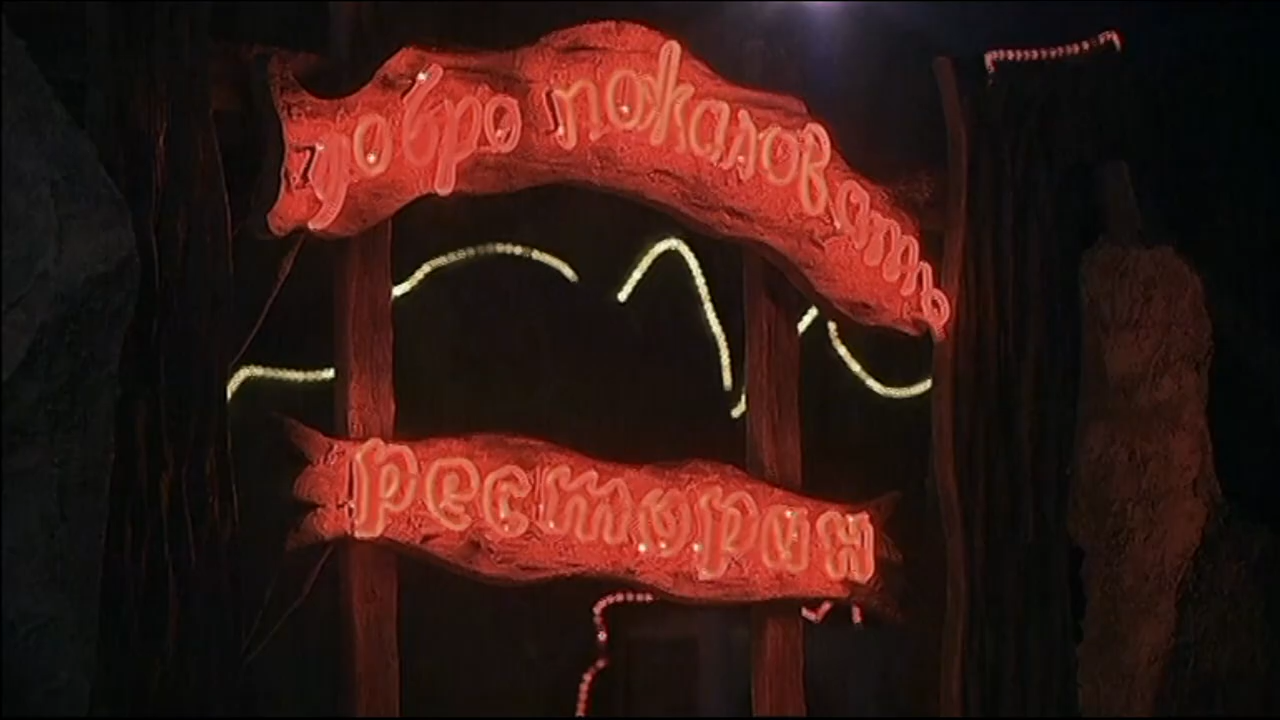 добро пожаловать
ресторан